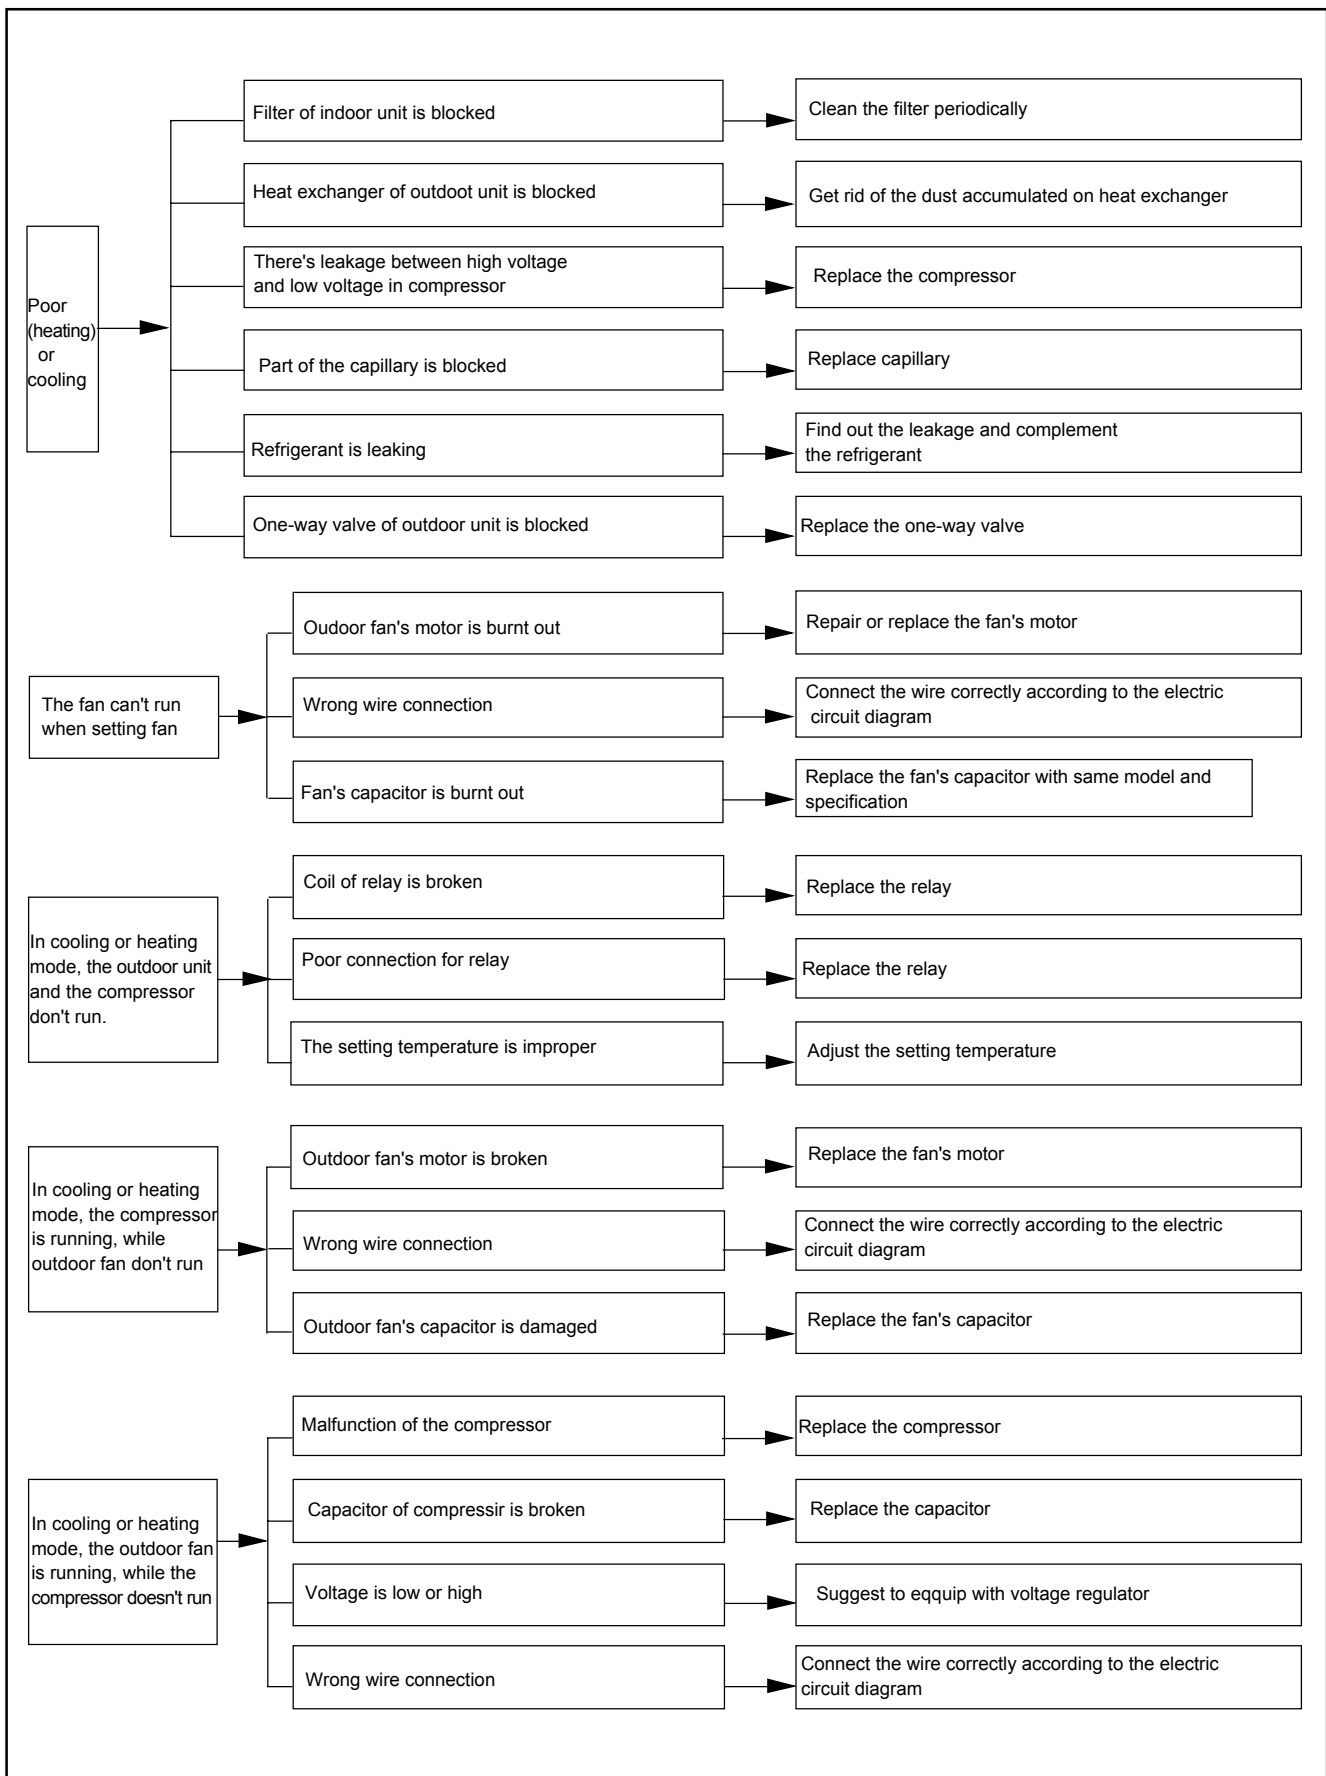 Filter of indoor unit is blocked
Clean the filter periodically
Heat exchanger of outdoot unit is blocked
Get rid of the dust accumulated on heat exchanger
Poor
(heating)
or
cooling
There's leakage between high voltage
and low voltage in compressor
Replace the compressor
Part of the capillary is blocked
Replace capillary
Refrigerant is leaking
Find out the leakage and complement
the refrigerant
One-way valve of outdoor unit is blocked
Replace the one-way valve
The fan can't run
when setting fan
Oudoor fan's motor is burnt out
Repair or replace the fan's motor
Wrong wire connection
Connect the wire correctly according to the electric
circuit diagram
Fan's capacitor is burnt out
Replace the fan's capacitor with same model and
specification
In cooling or heating
mode, the outdoor unit
and the compressor
don't run.
Coil of relay is broken
Replace the relay
Poor connection for relay
Replace the relay
The setting temperature is improper
Adjust the setting temperature
In cooling or heating
mode, the compressor
is running, while
outdoor fan don't run
Outdoor fan's motor is broken
Replace the fan's motor
Wrong wire connection
Connect the wire correctly according to the electric
circuit diagram
Outdoor fan's capacitor is damaged
Replace the fan's capacitor
In cooling or heating
mode, the outdoor fan
is running, while the
compressor doesn't run
Malfunction of the compressor
Replace the compressor
Capacitor of compressir is broken
Replace the capacitor
Voltage is low or high
Suggest to eqquip with voltage regulator
Wrong wire connection
Connect the wire correctly according to the electric
circuit diagram